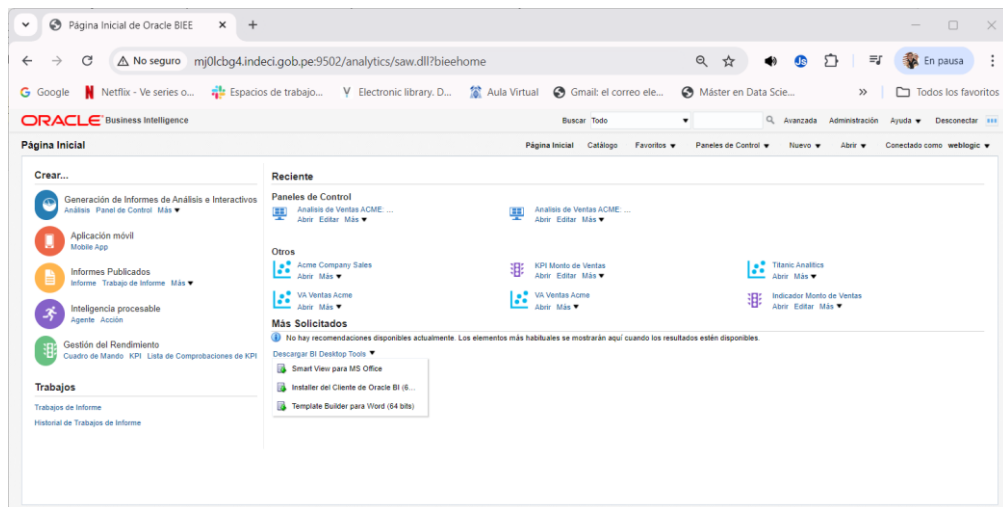 Página Inicial de Oracle BIEE
No seguro mj0lcbg4.indeci.gob.pe:9502/analytics/saw.dll?bieehome
En pausa
Google Netflix - Ve series o... Espacios de trabajo... Electronic library. D... Aula Virtual Gmail: el correo ele... Máster en Data Scie... » Todos los favoritos
ORACLE Business Intelligence Buscar Todo Avanzada Administración Ayuda Desconectar
Página Inicial Página Inicial Catálogo Favoritos Paneles de Control Nuevo Abrir Conectado como weblogic
Crear...
Generación de Informes de Análisis e Interactivos
Análisis Panel de Control Más
Aplicación móvil
Mobile App
Informes Publicados
Informe Trabajo de Informe Más
Inteligencia procesable
Agente Acción
Gestión del Rendimiento
Cuadro de Mando KPI Lista de Comprobaciones de KPI
Trabajos
Trabajos de Informe
Historial de Trabajos de Informe
Reciente
Paneles de Control
Analisis de Ventas ACME: ... Analisis de Ventas ACME: ...
Abrir Editar Más Abrir Editar Más
Otros
Acme Company Sales KPI Monto de Ventas Titanic Analitics
Abrir Más Abrir Editar Más Abrir Más
VA Ventas Acme VA Ventas Acme Indicador Monto de Ventas
Abrir Más Abrir Más Abrir Editar Más
Más Solicitados
No hay recomendaciones disponibles actualmente. Los elementos más habituales se mostrarán aquí cuando los resultados estén disponibles.
Descargar BI Desktop Tools
Smart View para MS Office
Installer del Cliente de Oracle BI (6...
Template Builder para Word (64 bits)